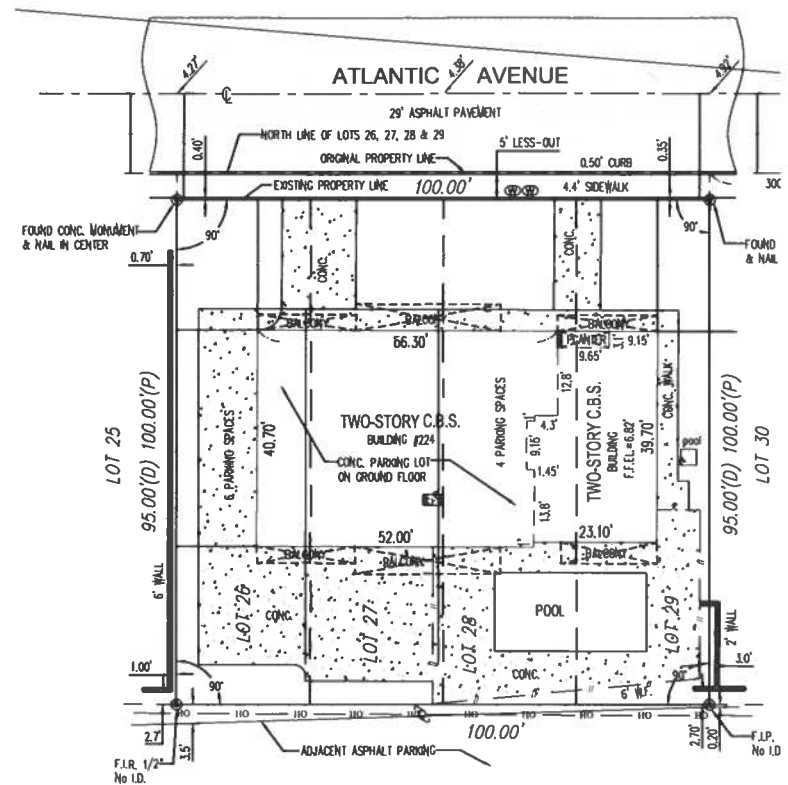 4.27'
4.38'
4.92'
ATLANTIC AVENUE
29' ASPHALT PAVEMENT
NORTH LINE OF LOTS 26, 27, 28 & 29
0.40'
5' LESS-OUT
0.35'
ORIGINAL PROPERTY LINE
0.50' CURB
EXISTING PROPERTY LINE
100.00'
W W
4.4' SIDEWALK
FOUND CONC. MONUMENT
& NAIL IN CENTER
90'
90'
FOUND
& NAIL
0.70'
CONC.
CONC.
BALCONY
BALCONY
BALCONY
66.30'
PLANTER
3.1'
9.15'
9.65'
12.8'
LOT 25
95.00'(D) 100.00'(P)
6 PARKING SPACES
40.70'
TWO-STORY C.B.S.
BUILDING #224
CONC. PARKING LOT
ON GROUND FLOOR
4 PARKING SPACES
4.3'
9.16'
1.45'
13.8'
TWO-STORY C.B.S.
BUILDING
F.F.EL.=6.82'
39.70'
CONC. WALK
pool
95.00'(D) 100.00'(P)
LOT 30
52.00'
23.10'
BALCONY
BALCONY
BALCONY
6' WALL
LOT 26
CONC.
LOT 27
LOT 28
POOL
LOT 29
2' WALL
CONC.
1.00'
90'
90'
3.0'
6' W.F.
2.7'
3.5'
100.00'
2.70'
0.20'
ADJACENT ASPHALT PARKING
F.I.R. 1/2"
No I.D.
F.I.P.
No I.D